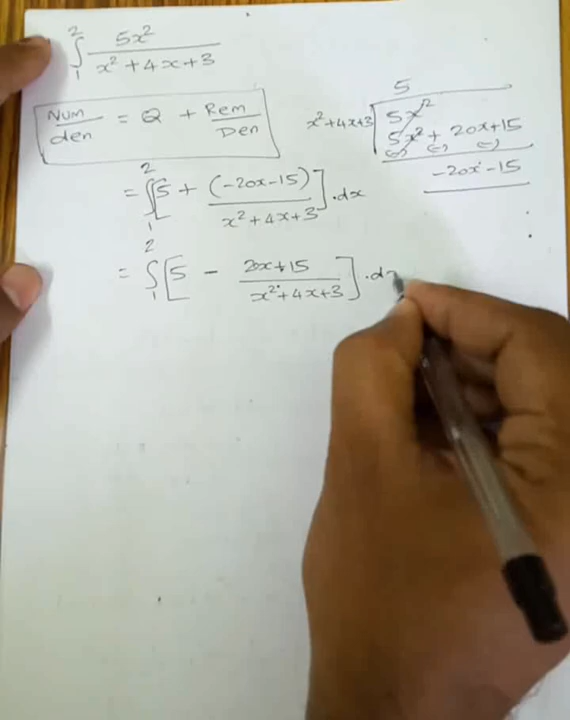 ∫₁² 5x² / x² + 4x + 3
Num / den = Q + Rem / Den
5
x² + 4x + 3 | 5x²
5x² + 20x + 15
(-) (-) (-)
-20x - 15
= ∫₁² [5 + (-20x - 15) / x² + 4x + 3] . dx
= ∫₁² [5 - 20x + 15 / x² + 4x + 3] . dx